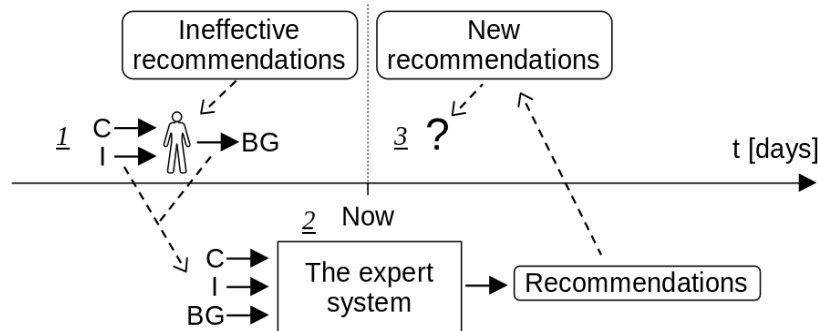 Ineffective
recommendations
New
recommendations
1
C
I
BG
3
?
t [days]
2
Now
C
I
BG
The expert
system
Recommendations